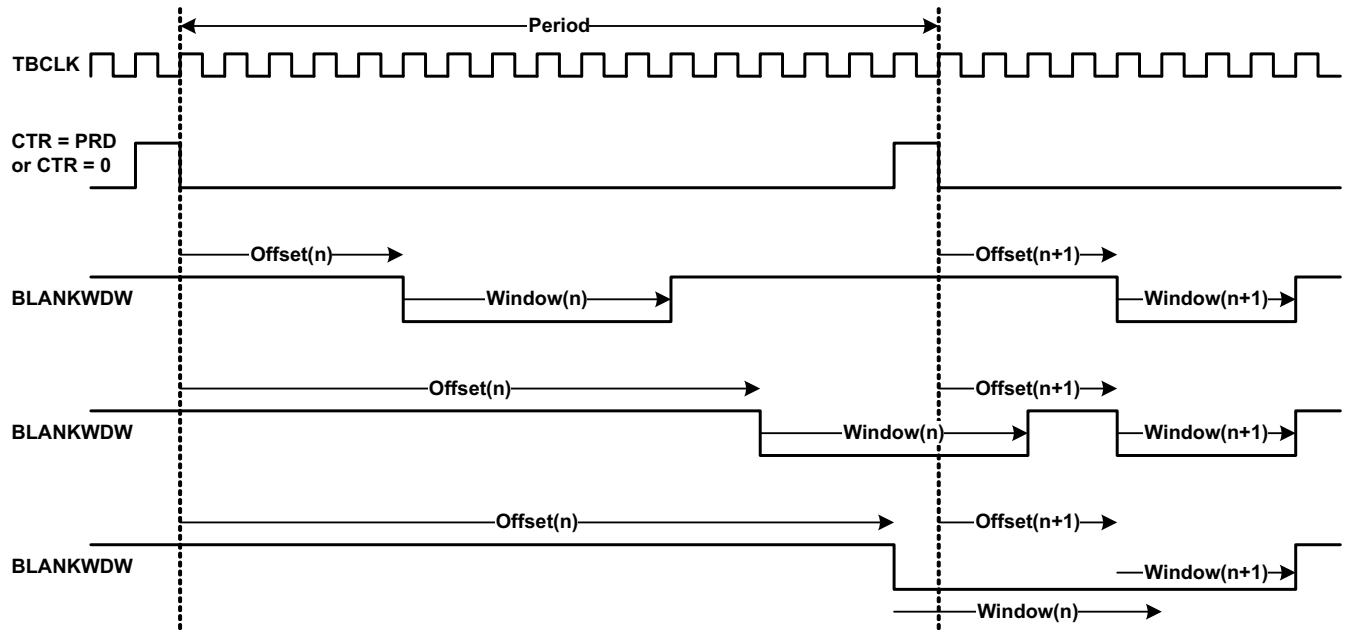 Period
TBCLK
CTR = PRD
or CTR = 0
Offset(n)
Offset(n+1)
BLANKWDW
Window(n)
Window(n+1)
Offset(n)
Offset(n+1)
BLANKWDW
Window(n)
Window(n+1)
Offset(n)
Offset(n+1)
BLANKWDW
Window(n+1)
Window(n)